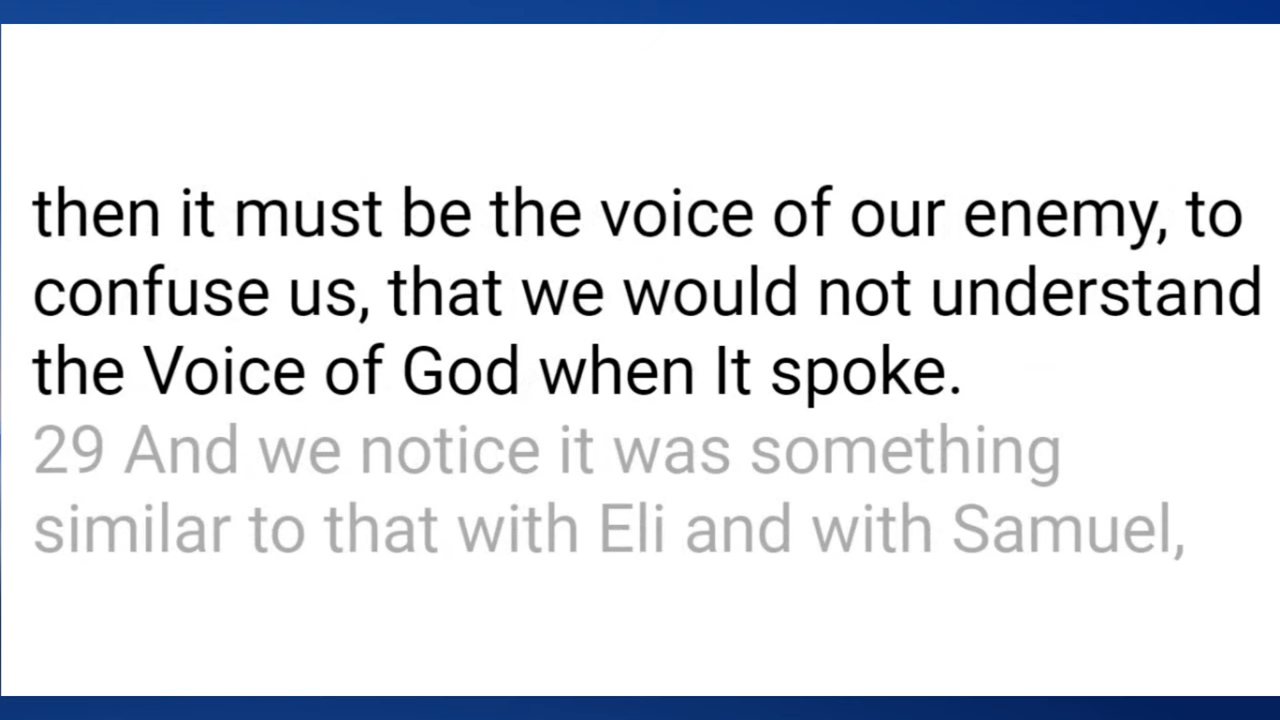 then it must be the voice of our enemy, to
confuse us, that we would not understand
the Voice of God when It spoke.
29 And we notice it was something
similar to that with Eli and with Samuel,